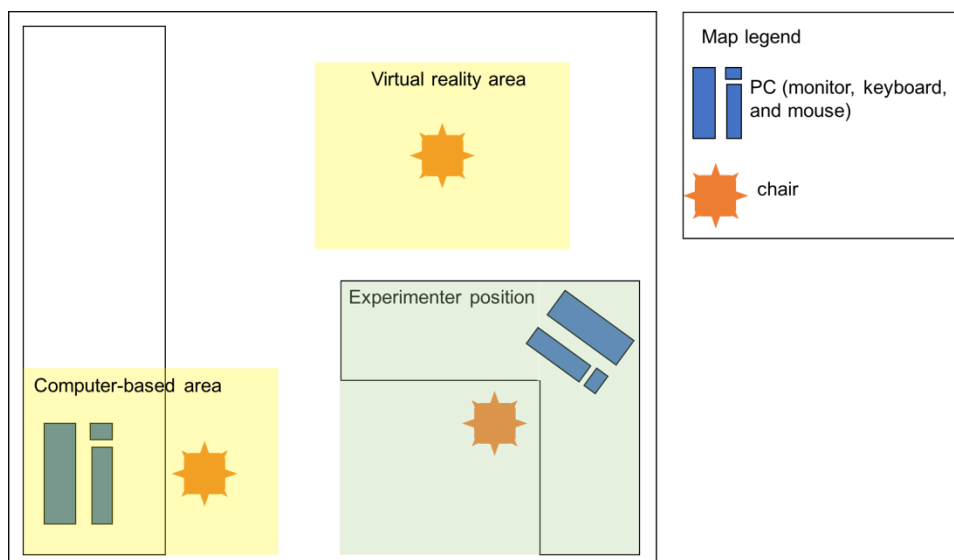 Virtual reality area
Experimenter position
Computer-based area
Map legend
PC (monitor, keyboard,
and mouse)
chair